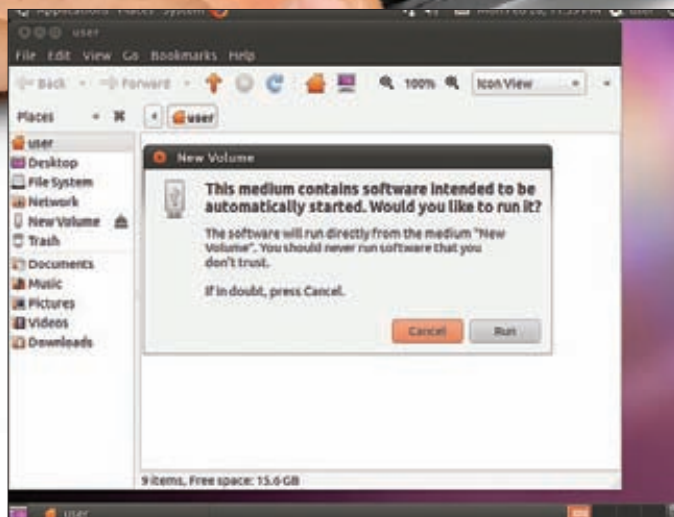 Applications Places System
user
File Edit View Go Bookmarks Help
Back Forward 100% Icon View
Places user
user
Desktop
File System
Network
New Volume
Trash
Documents
Music
Pictures
Videos
Downloads
New Volume
This medium contains software intended to be
automatically started. Would you like to run it?
The software will run directly from the medium "New
Volume". You should never run software that you
don't trust.
If in doubt, press Cancel.
Cancel Run
9 items, Free space: 15.6 GB
user